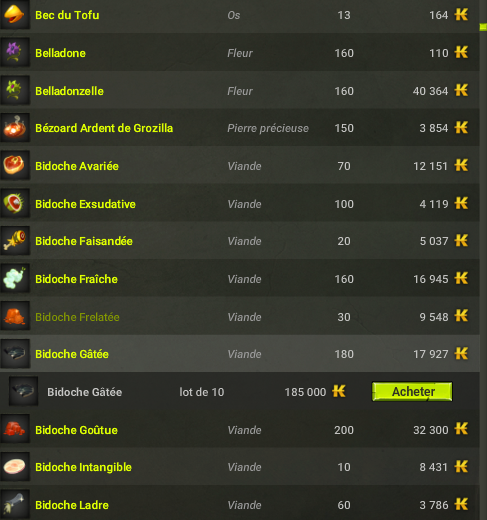 Bec du Tofu Os 13 164
Belladone Fleur 160 110
Belladonzelle Fleur 160 40 364
Bézoard Ardent de Grozilla Pierre précieuse 150 3 854
Bidoche Avariée Viande 70 12 151
Bidoche Exsudative Viande 100 4 119
Bidoche Faisandée Viande 20 5 037
Bidoche Fraîche Viande 160 16 945
Bidoche Frelatée Viande 30 9 548
Bidoche Gâtée Viande 180 17 927
Bidoche Gâtée lot de 10 185 000 Acheter
Bidoche Goûtue Viande 200 32 300
Bidoche Intangible Viande 10 8 431
Bidoche Ladre Viande 60 3 786